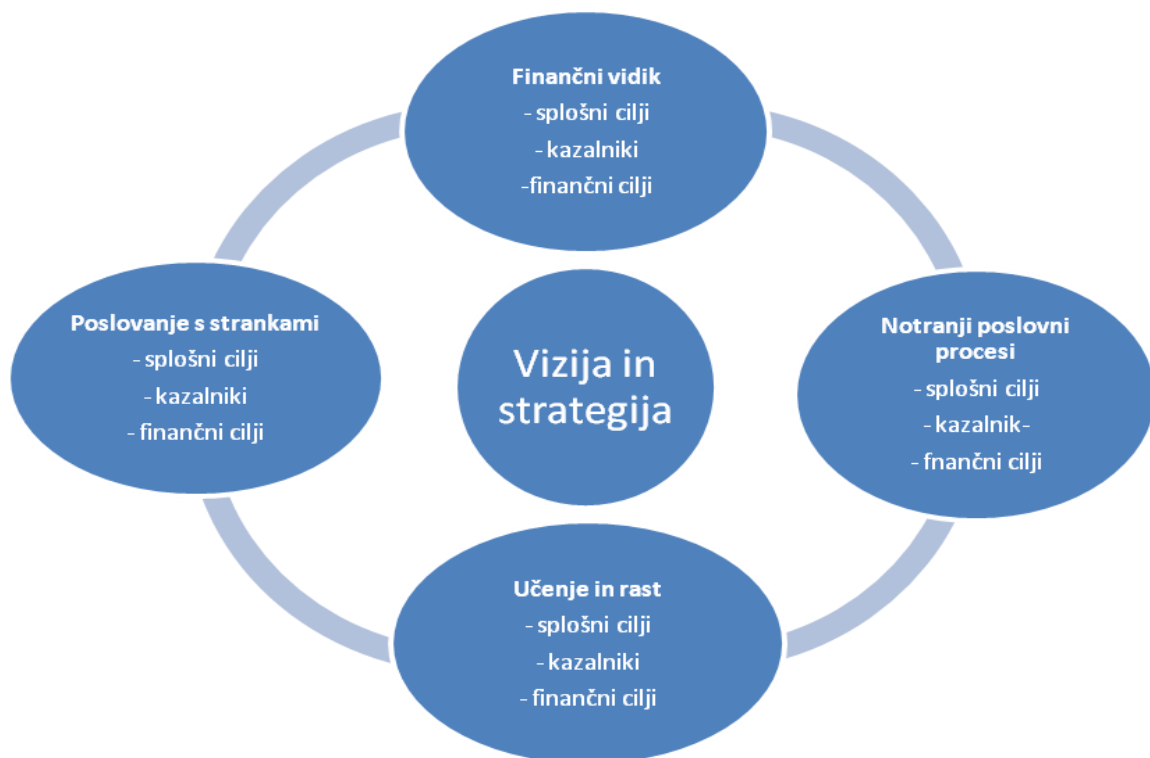 Finančni vidik
- splošni cilji
- kazalniki
-finančni cilji
Poslovanje s strankami
- splošni cilji
- kazalniki
- finančni cilji
Vizija in
strategija
Notranji poslovni
procesi
- splošni cilji
- kazalnik-
- fnančni cilji
Učenje in rast
- splošni cilji
- kazalniki
- finančni cilji